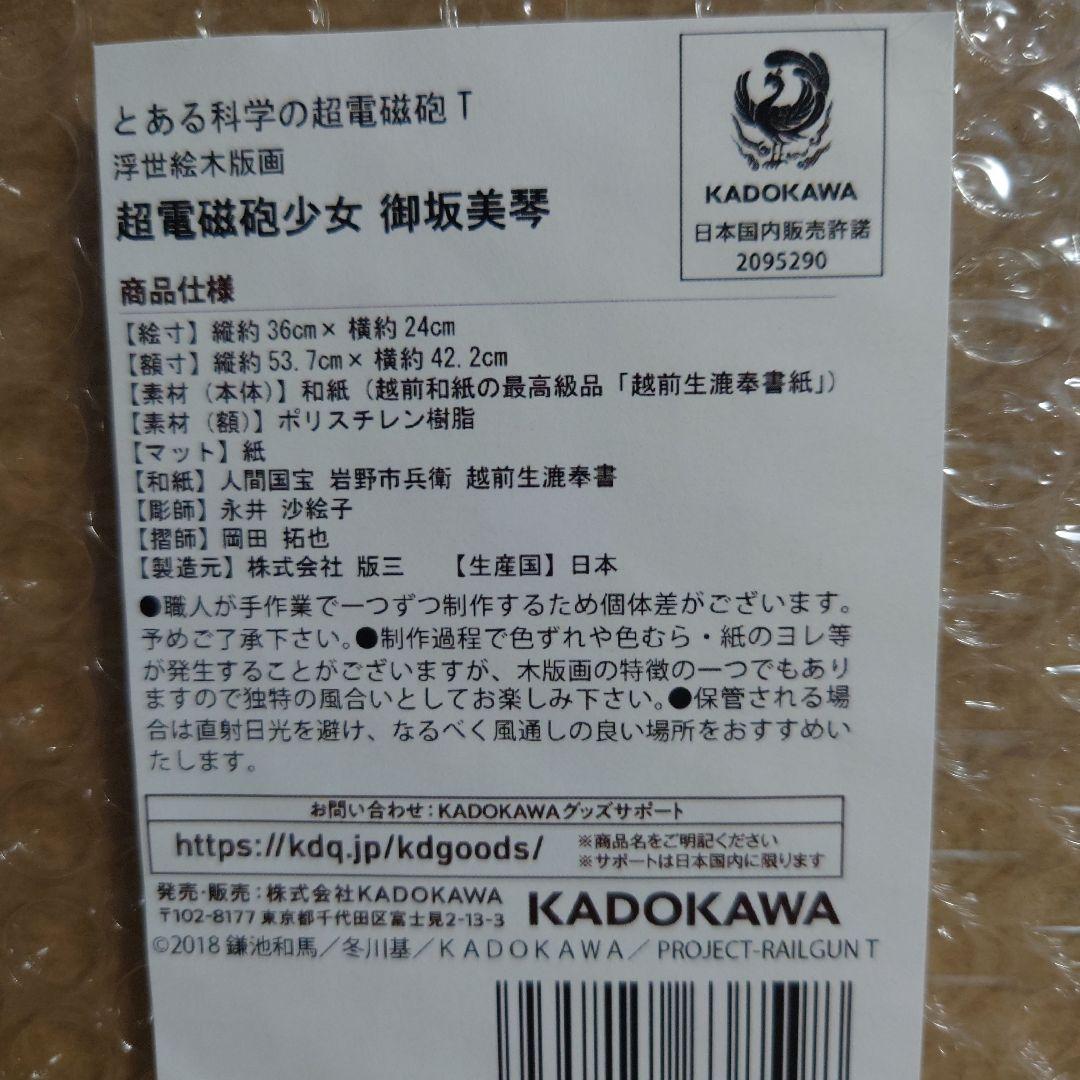 とある科学の超電磁砲T
浮世絵木版画
超電磁砲少女 御坂美琴
KADOKAWA
日本国内販売許諾
2095290
商品仕様
【絵寸】縦約36cm×横約24cm
【額寸】縦約53.7cm×横約42.2cm
【素材（本体）】和紙（越前和紙の最高級品「越前生漉奉書紙」）
【素材（額）】ポリスチレン樹脂
【マット】紙
【和紙】人間国宝 岩野市兵衛 越前生漉奉書
【彫師】永井 沙絵子
【摺師】岡田 拓也
【製造元】株式会社 版三 【生産国】日本
●職人が手作業で一つずつ制作するため個体差がございます。
予めご了承下さい。●制作過程で色ずれや色むら・紙のヨレ等
が発生することがございますが、木版画の特徴の一つでもあり
ますので独特の風合いとしてお楽しみ下さい。●保管される場
合は直射日光を避け、なるべく風通しの良い場所をおすすめい
たします。
お問い合わせ：KADOKAWAグッズサポート
https://kdq.jp/kdgoods/
※商品名をご明記ください
※サポートは日本国内に限ります
発売・販売：株式会社KADOKAWA
〒102-8177 東京都千代田区富士見2-13-3
KADOKAWA
©2018 鎌池和馬／冬川基／KADOKAWA／PROJECT-RAILGUN T